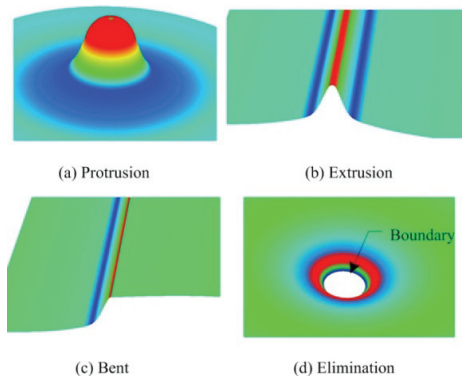 (a) Protrusion
(b) Extrusion
Boundary
(c) Bent
(d) Elimination